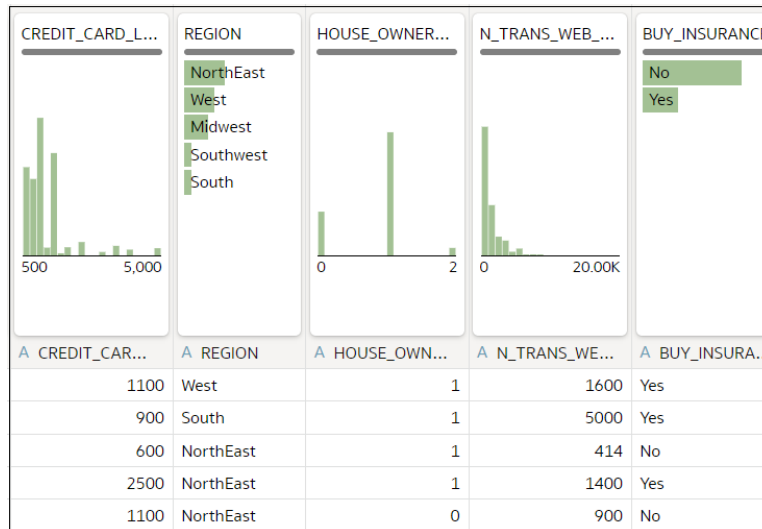 CREDIT_CARD_L... REGION HOUSE_OWNER... N_TRANS_WEB_... BUY_INSURANCE
NorthEast No
West Yes
Midwest
Southwest
South
500 5,000 0 2 0 20.00K
A CREDIT_CAR... A REGION A HOUSE_OWN... A N_TRANS_WE... A BUY_INSURA...
1100 West 1 1600 Yes
900 South 1 5000 Yes
600 NorthEast 1 414 No
2500 NorthEast 1 1400 Yes
1100 NorthEast 0 900 No